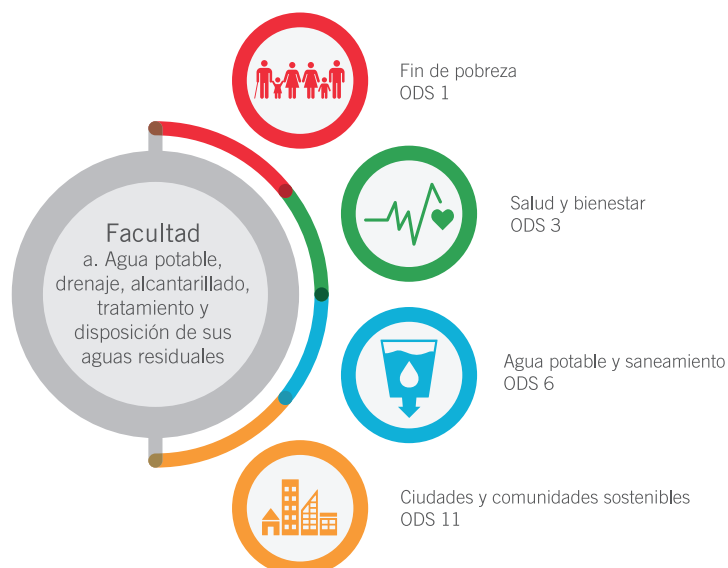 Fin de pobreza
ODS 1
Salud y bienestar
ODS 3
Facultad
a. Agua potable,
drenaje, alcantarillado,
tratamiento y
disposición de sus
aguas residuales
Agua potable y saneamiento
ODS 6
Ciudades y comunidades sostenibles
ODS 11